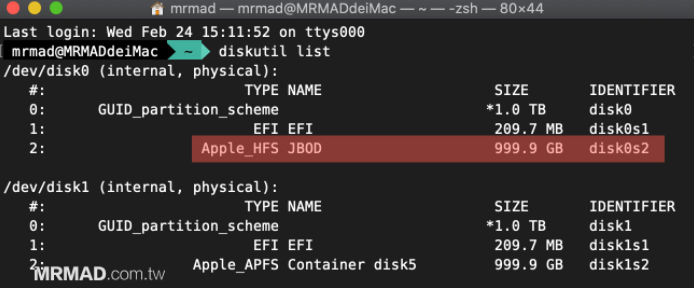 mrmad — mrmad@MRMADdeiMac — ~ — -zsh — 80×44
Last login: Wed Feb 24 15:11:52 on ttys000
mrmad@MRMADdeiMac ~ diskutil list
/dev/disk0 (internal, physical):
#: TYPE NAME SIZE IDENTIFIER
0: GUID_partition_scheme *1.0 TB disk0
1: EFI EFI 209.7 MB disk0s1
2: Apple_HFS JBOD 999.9 GB disk0s2
/dev/disk1 (internal, physical):
#: TYPE NAME SIZE IDENTIFIER
0: GUID_partition_scheme *1.0 TB disk1
1: EFI EFI 209.7 MB disk1s1
2: Apple_APFS Container disk5 999.9 GB disk1s2
MRMAD.com.tw